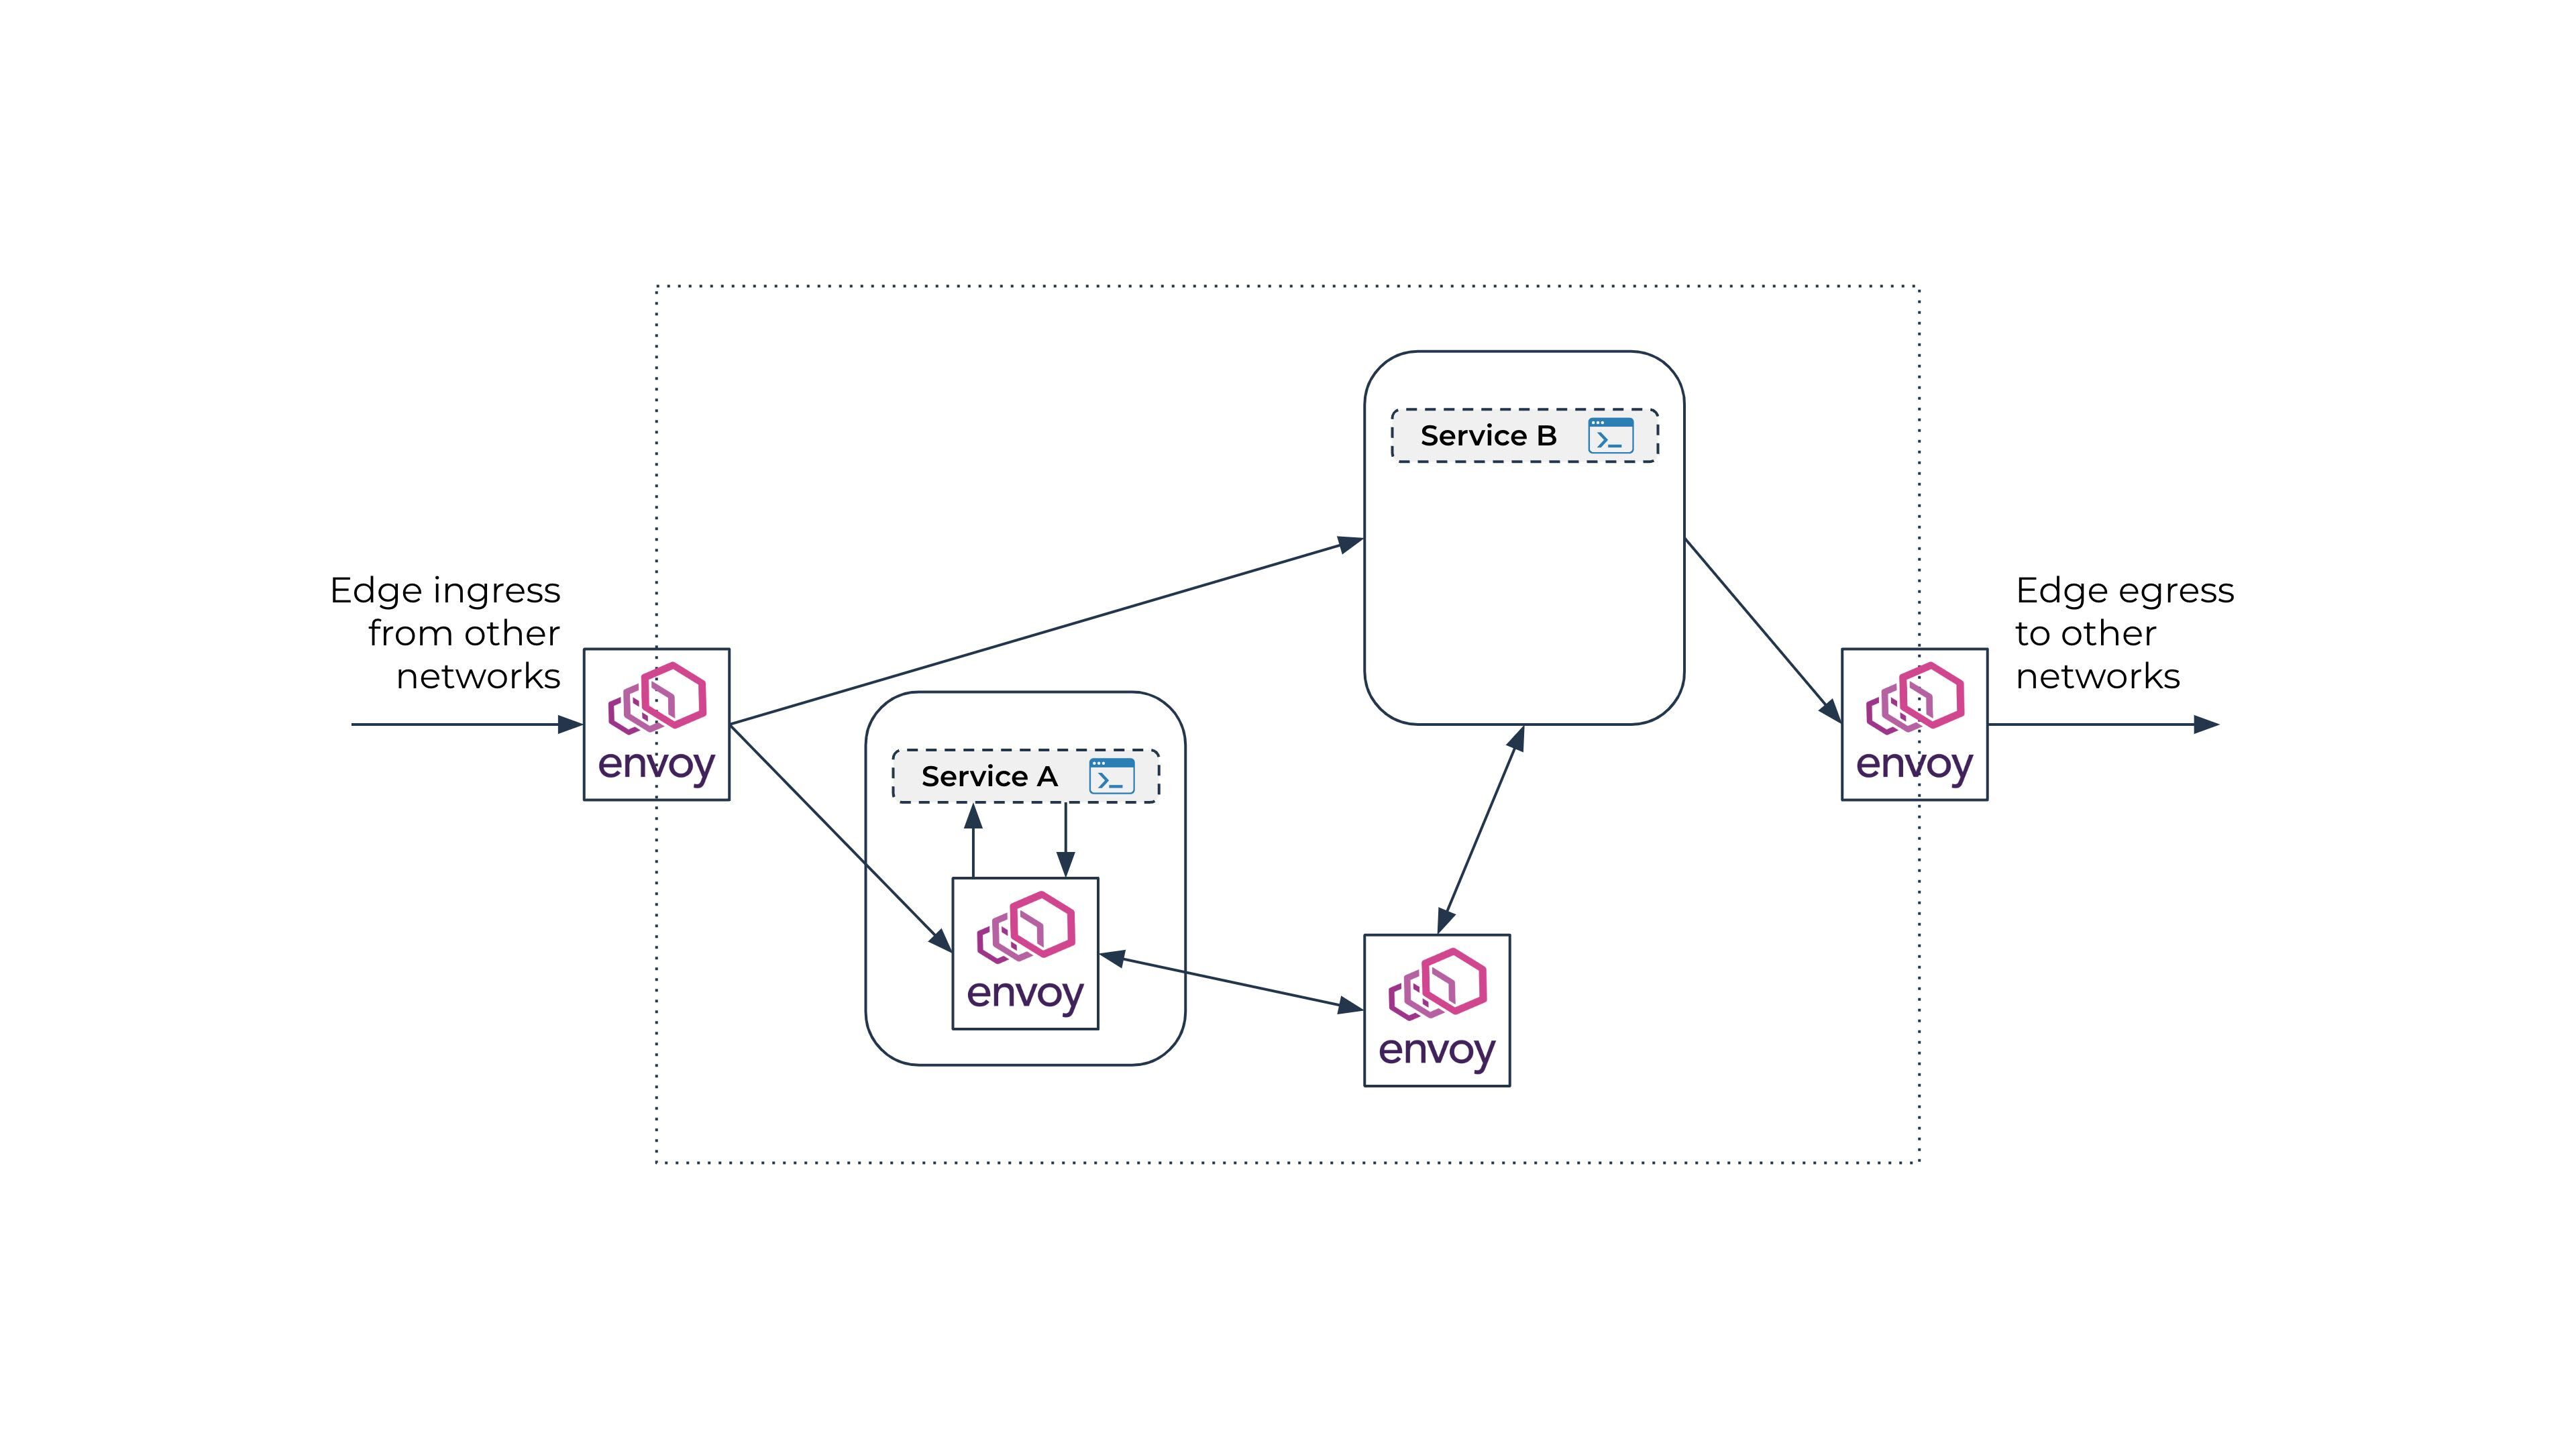 Service B
Edge ingress
from other
networks
Edge egress
to other
networks
envoy
envoy
Service A
envoy
envoy